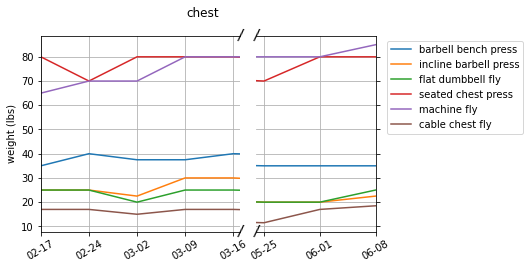 chest
weight (lbs)
80
70
60
50
40
30
20
10
02-17
02-24
03-02
03-09
03-16
05-25
06-01
06-08
barbell bench press
incline barbell press
flat dumbbell fly
seated chest press
machine fly
cable chest fly